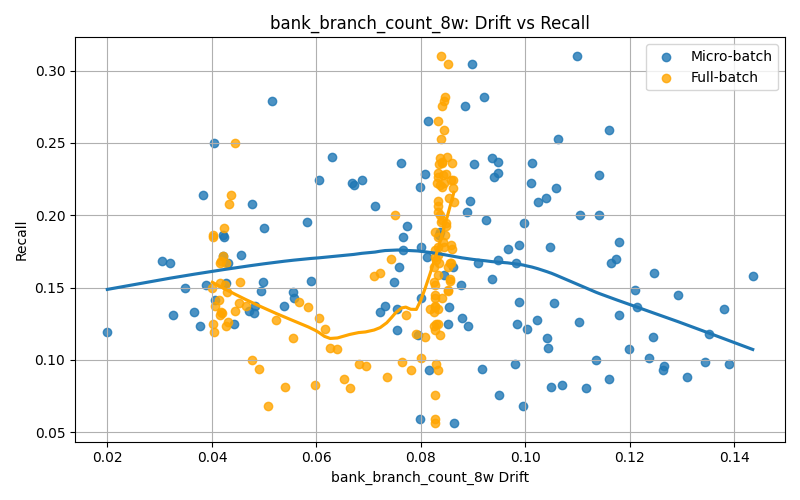 bank_branch_count_8w: Drift vs Recall
Micro-batch
Full-batch
Recall
0.30
0.25
0.20
0.15
0.10
0.05
0.02 0.04 0.06 0.08 0.10 0.12 0.14
bank_branch_count_8w Drift